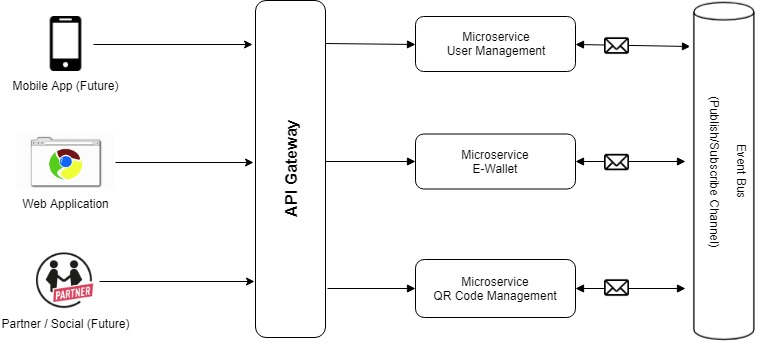 Mobile App (Future)
Web Application
PARTNER
Partner / Social (Future)
API Gateway
Microservice
User Management
Microservice
E-Wallet
Microservice
QR Code Management
Event Bus
(Publish/Subscribe Channel)